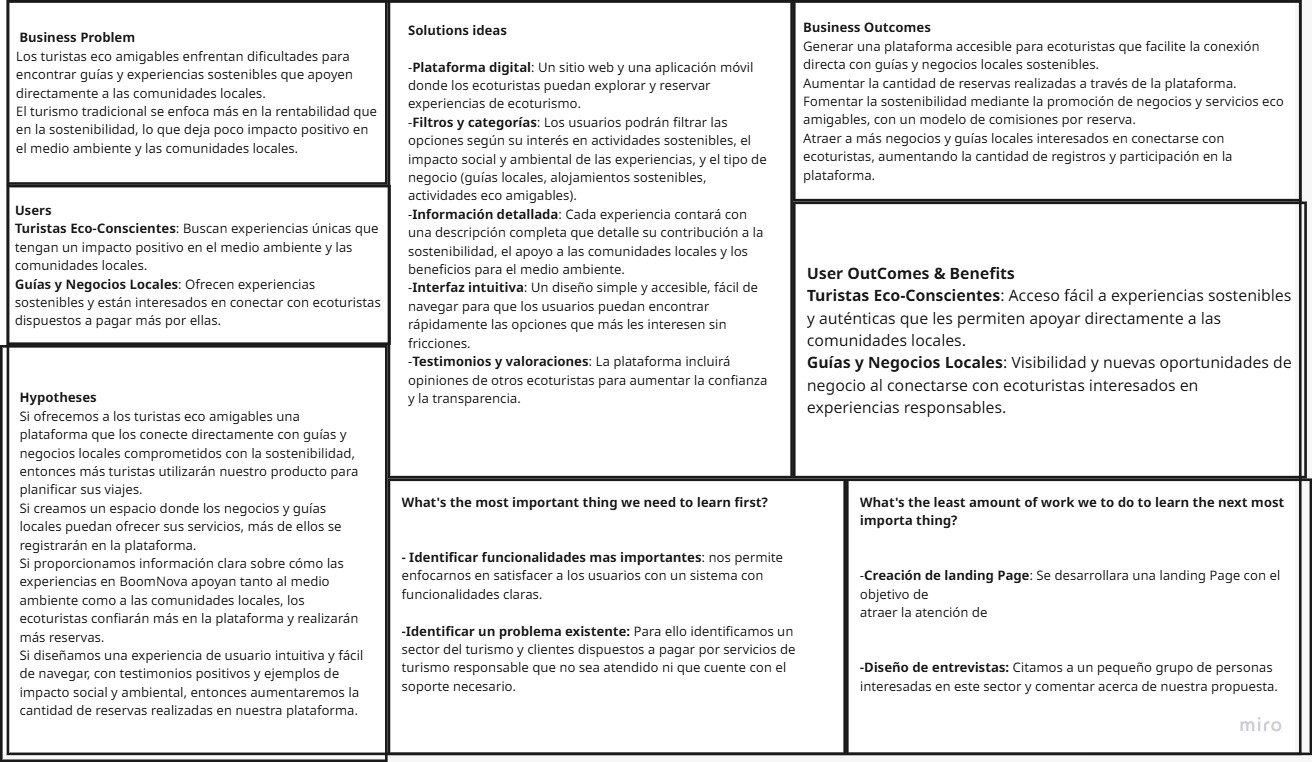 Business Problem
Los turistas eco amigables enfrentan dificultades para
encontrar guías y experiencias sostenibles que apoyen
directamente a las comunidades locales.
El turismo tradicional se enfoca más en la rentabilidad que
en la sostenibilidad, lo que deja poco impacto positivo en
el medio ambiente y las comunidades locales.
Users
Turistas Eco-Conscientes: Buscan experiencias únicas que
tengan un impacto positivo en el medio ambiente y las
comunidades locales.
Guías y Negocios Locales: Ofrecen experiencias
sostenibles y están interesados en conectar con ecoturistas
dispuestos a pagar más por ellas.
Hypotheses
Si ofrecemos a los turistas eco amigables una
plataforma que los conecte directamente con guías y
negocios locales comprometidos con la sostenibilidad,
entonces más turistas utilizarán nuestro producto para
planificar sus viajes.
Si creamos un espacio donde los negocios y guías
locales puedan ofrecer sus servicios, más de ellos se
registrarán en la plataforma.
Si proporcionamos información clara sobre cómo las
experiencias en BoomNova apoyan tanto al medio
ambiente como a las comunidades locales, los
ecoturistas confiarán más en la plataforma y realizarán
más reservas.
Si diseñamos una experiencia de usuario intuitiva y fácil
de navegar, con testimonios positivos y ejemplos de
impacto social y ambiental, entonces aumentaremos la
cantidad de reservas realizadas en nuestra plataforma.
Solutions ideas
-Plataforma digital: Un sitio web y una aplicación móvil
donde los ecoturistas puedan explorar y reservar
experiencias de ecoturismo.
-Filtros y categorías: Los usuarios podrán filtrar las
opciones según su interés en actividades sostenibles, el
impacto social y ambiental de las experiencias, y el tipo de
negocio (guías locales, alojamientos sostenibles,
actividades eco amigables).
-Información detallada: Cada experiencia contará con
una descripción completa que detalle su contribución a la
sostenibilidad, el apoyo a las comunidades locales y los
beneficios para el medio ambiente.
-Interfaz intuitiva: Un diseño simple y accesible, fácil de
navegar para que los usuarios puedan encontrar
rápidamente las opciones que más les interesen sin
fricciones.
-Testimonios y valoraciones: La plataforma incluirá
opiniones de otros ecoturistas para aumentar la confianza
y la transparencia.
Business Outcomes
Generar una plataforma accesible para ecoturistas que facilite la conexión
directa con guías y negocios locales sostenibles.
Aumentar la cantidad de reservas realizadas a través de la plataforma.
Fomentar la sostenibilidad mediante la promoción de negocios y servicios eco
amigables, con un modelo de comisiones por reserva.
Atraer a más negocios y guías locales interesados en conectarse con
ecoturistas, aumentando la cantidad de registros y participación en la
plataforma.
User OutComes & Benefits
Turistas Eco-Conscientes: Acceso fácil a experiencias sostenibles
y auténticas que les permiten apoyar directamente a las
comunidades locales.
Guías y Negocios Locales: Visibilidad y nuevas oportunidades de
negocio al conectarse con ecoturistas interesados en
experiencias responsables.
What's the most important thing we need to learn first?
- Identificar funcionalidades mas importantes: nos permite
enfocarnos en satisfacer a los usuarios con un sistema con
funcionalidades claras.
-Identificar un problema existente: Para ello identificamos un
sector del turismo y clientes dispuestos a pagar por servicios de
turismo responsable que no sea atendido ni que cuente con el
soporte necesario.
What's the least amount of work we to do to learn the next most
importa thing?
-Creación de landing Page: Se desarrollara una landing Page con el
objetivo de
atraer la atención de
-Diseño de entrevistas: Citamos a un pequeño grupo de personas
interesadas en este sector y comentar acerca de nuestra propuesta.
miro